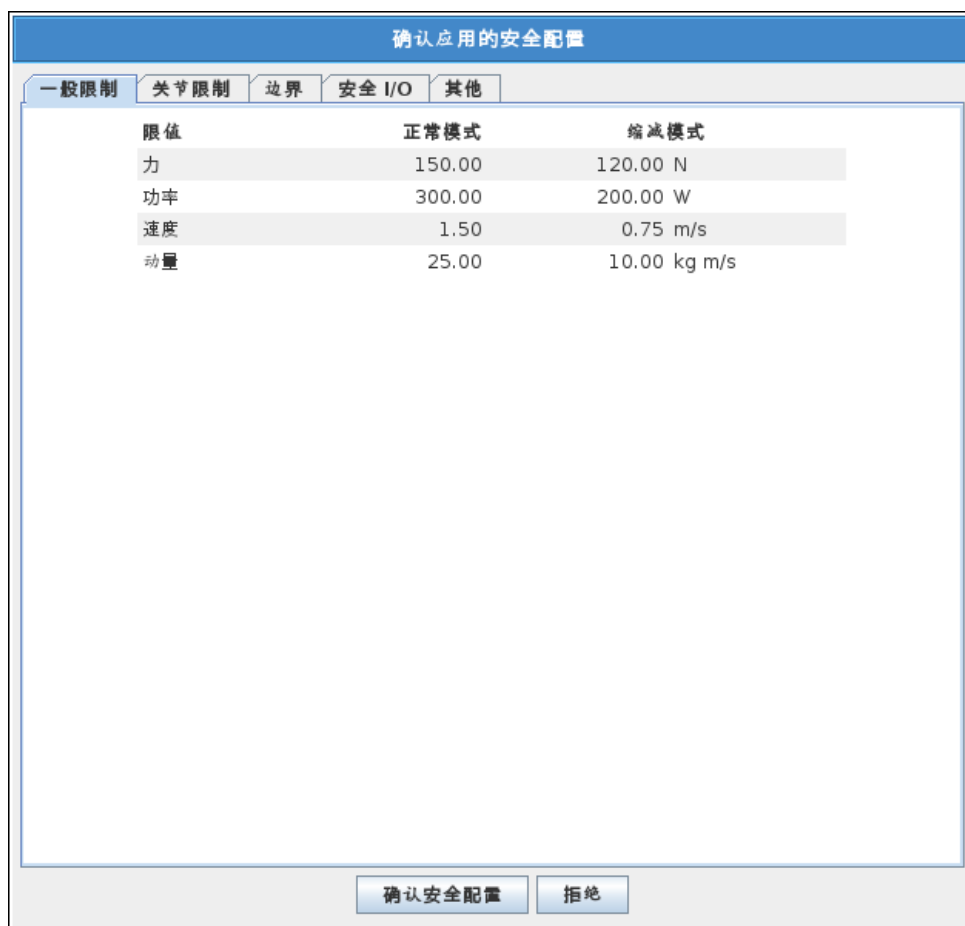 确认应用的安全配置
一般限制 关节限制 边界 安全 I/O 其他
限值 正常模式 缩减模式
力 150.00 120.00 N
功率 300.00 200.00 W
速度 1.50 0.75 m/s
动量 25.00 10.00 kg m/s
确认安全配置 拒绝